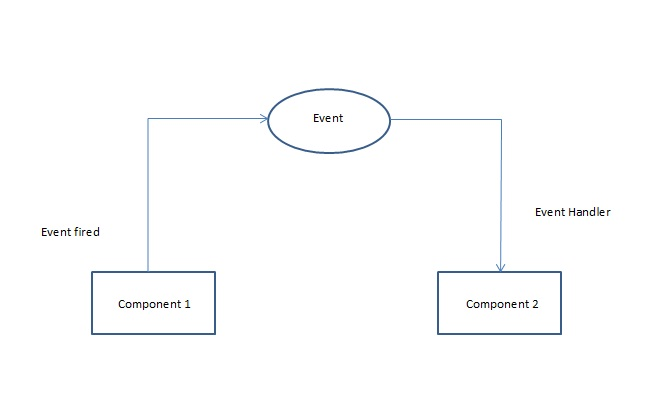 Event
Event Handler
Event fired
Component 1
Component 2